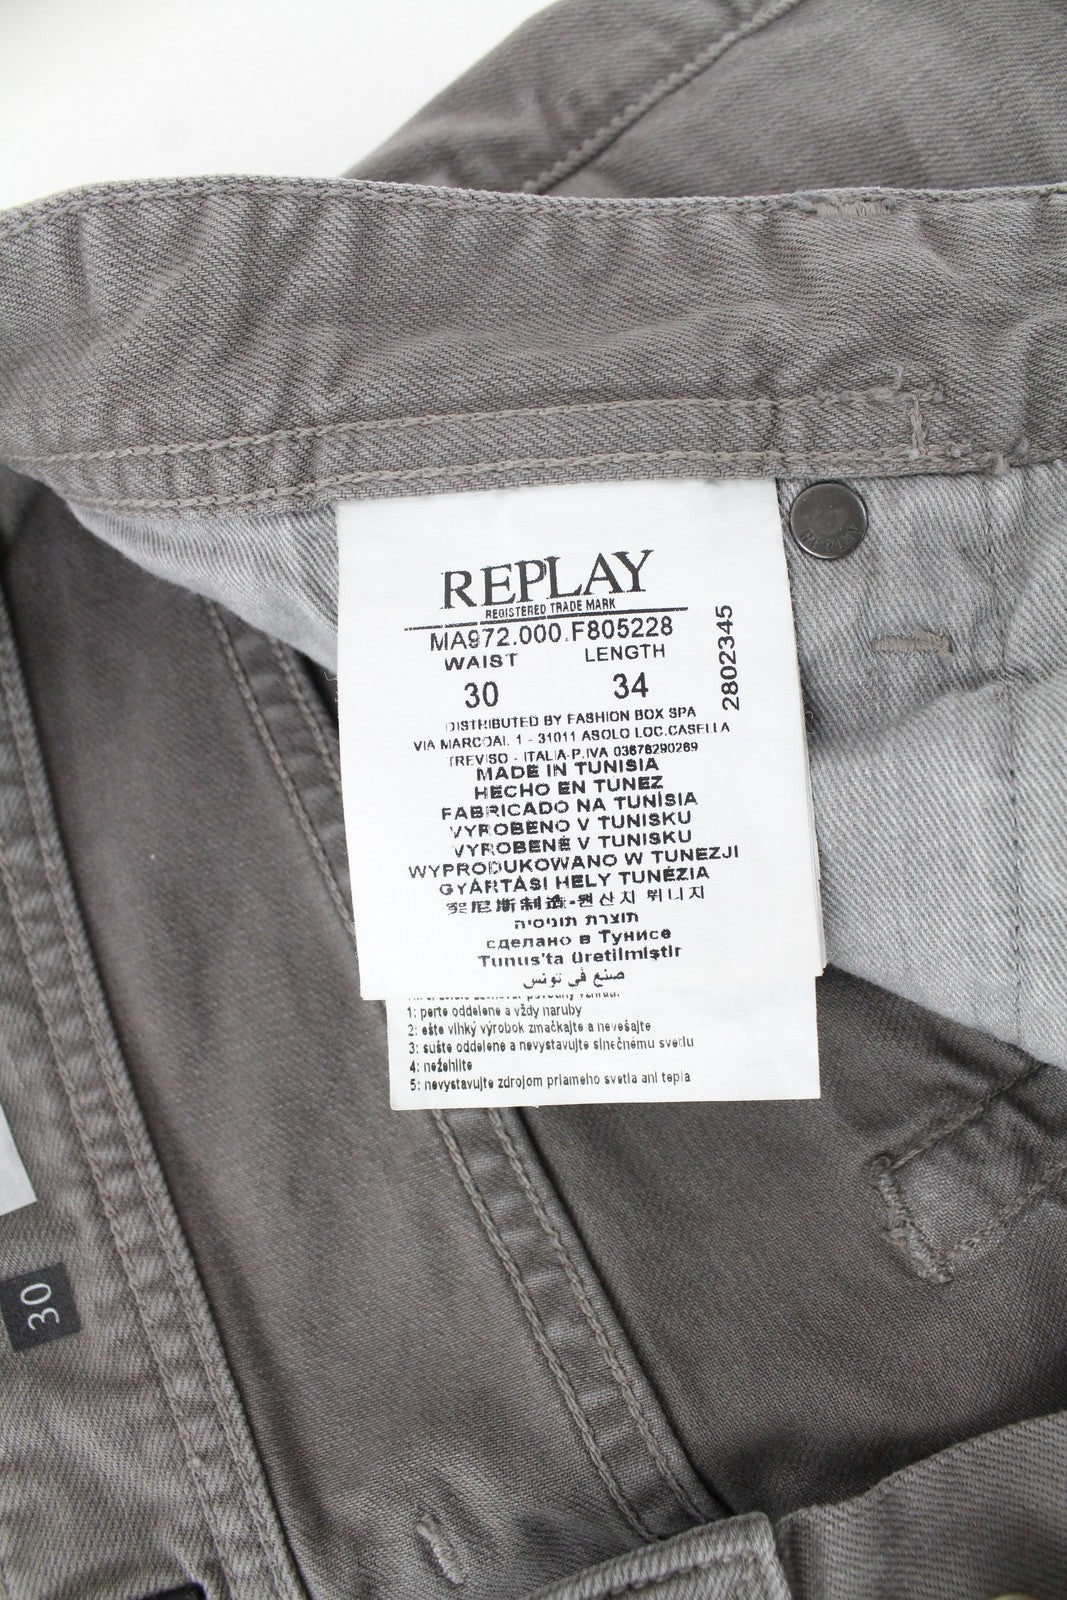 REPLAY
REGISTERED TRADE MARK
MA972.000.F805228
WAIST LENGTH
30 34
2802345
DISTRIBUTED BY FASHION BOX SPA
VIA MARCOAI. 1 - 31011 ASOLO LOC.CASELLA
TREVISO - ITALIA-P.IVA 03676290269
MADE IN TUNISIA
HECHO EN TUNEZ
FABRICADO NA TUNÍSIA
VYROBENO V TUNISKU
VYROBENÉ V TUNISKU
WYPRODUKOWANO W TUNEZJI
GYÁRTÁSI HELY TUNÉZIA
突尼斯制造-원산지 튀니지
תוצרת תוניסיה
сделано в Тунисе
Tunus'ta üretilmiştir
صنع في تونس
1: perte oddelene a vždy naruby
2: ešte vlhký výrobok zmačkajte a nevešajte
3: sušte oddelene a nevystavujte slnečnému svetlu
4: nežehlite
5: nevystavujte zdrojom priameho svetla ani tepla
REPLAY
30